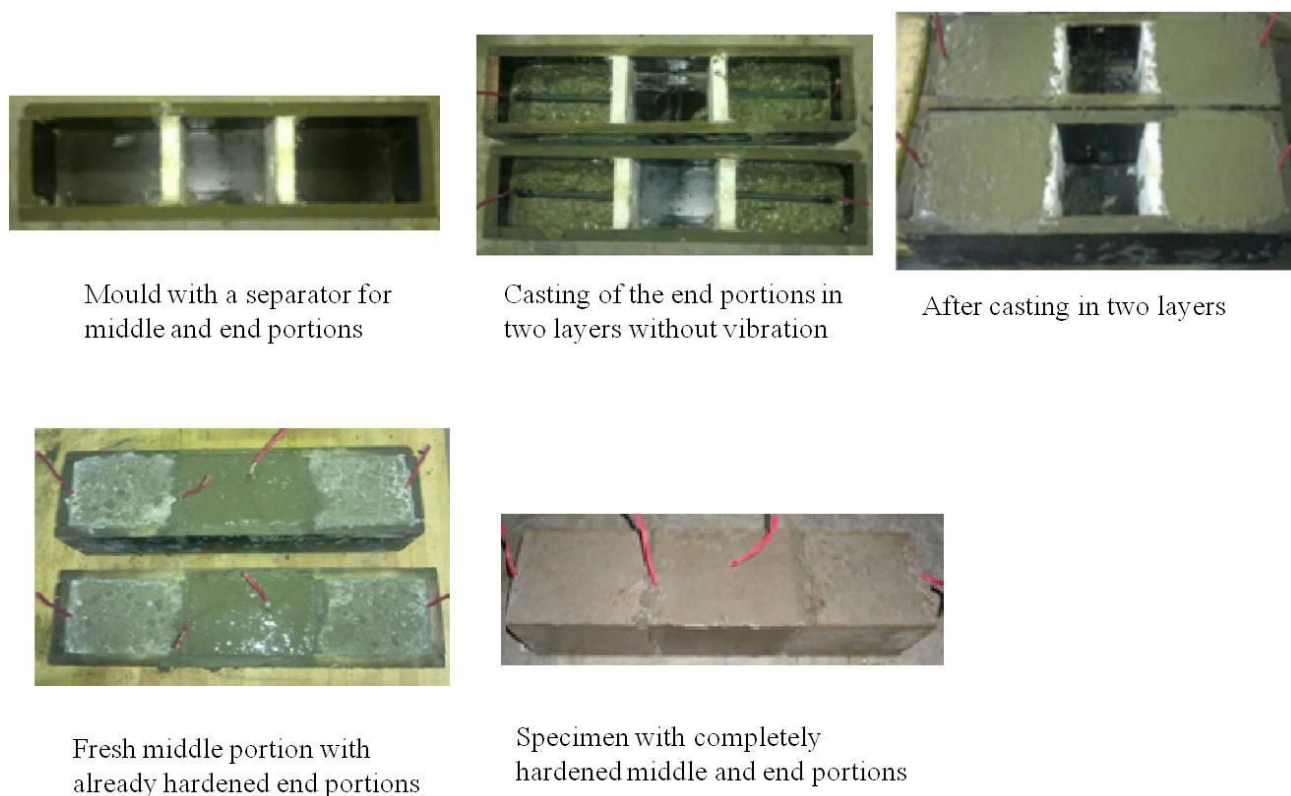 Mould with a separator for
middle and end portions
Casting of the end portions in
two layers without vibration
After casting in two layers
Fresh middle portion with
already hardened end portions
Specimen with completely
hardened middle and end portions